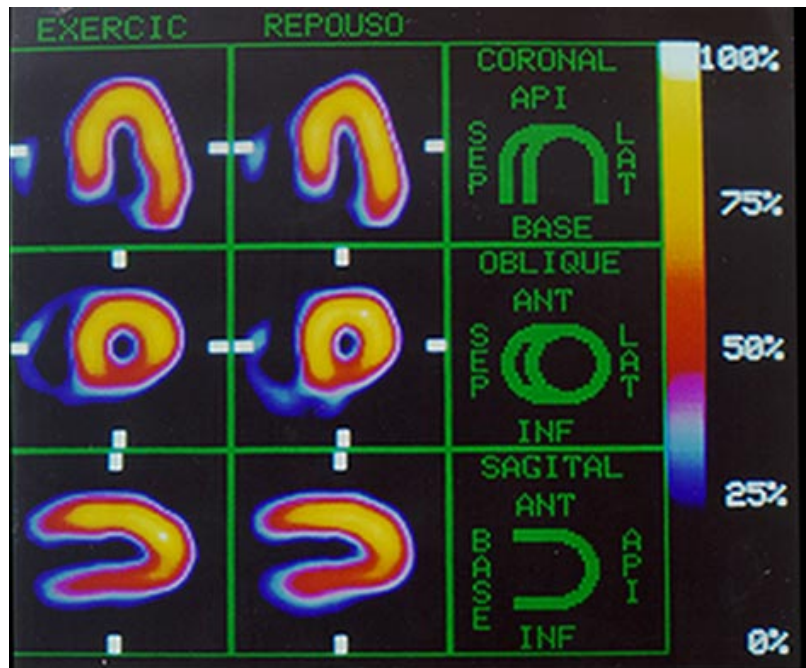 EXERCIC REPOUSO
CORONAL
API
SEP LAT
BASE
OBLIQUE
ANT
SEP LAT
INF
SAGITAL
ANT
BASE API
INF
100%
75%
50%
25%
0%